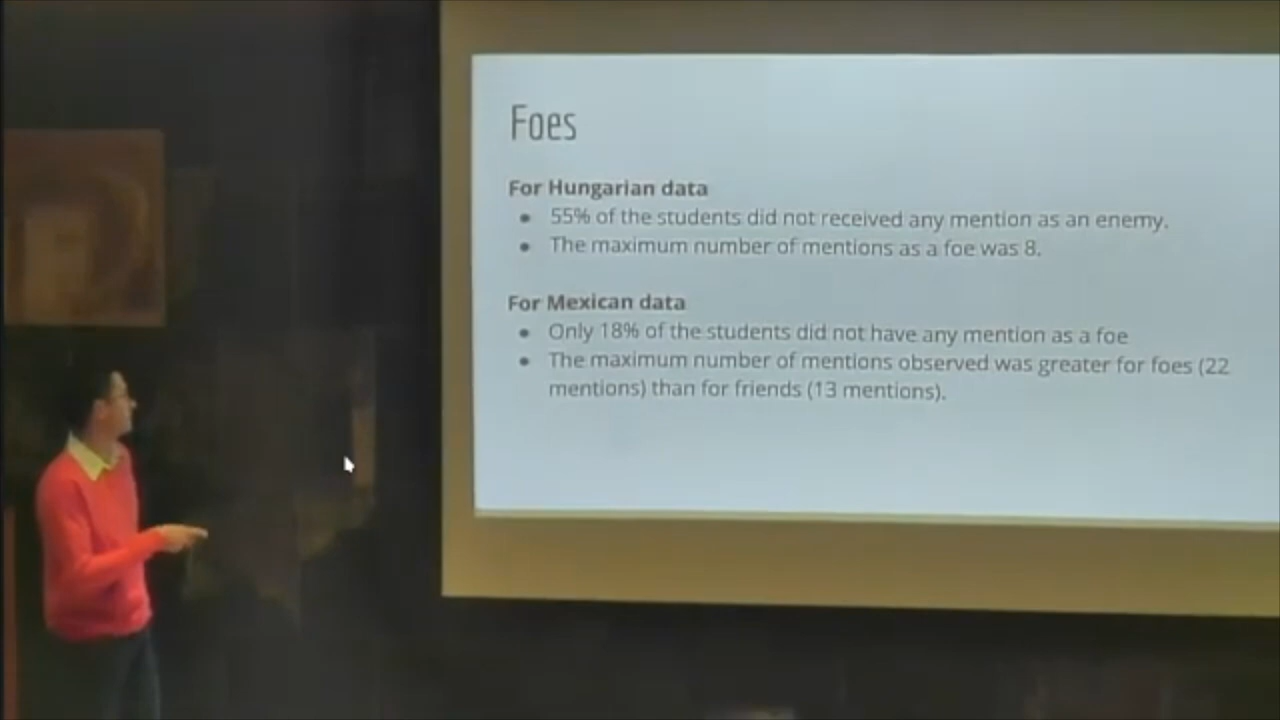 Foes
For Hungarian data
• 55% of the students did not received any mention as an enemy.
• The maximum number of mentions as a foe was 8.
For Mexican data
• Only 18% of the students did not have any mention as a foe
• The maximum number of mentions observed was greater for foes (22
mentions) than for friends (13 mentions).